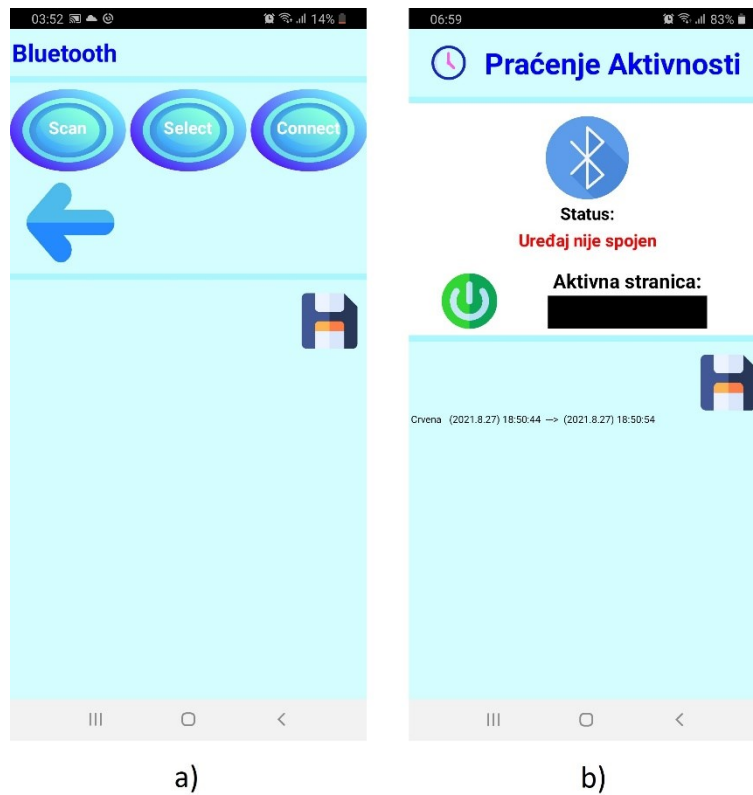 03:52 14%
Bluetooth
Scan Select Connect
a)
06:59 83%
Praćenje Aktivnosti
Status:
Uređaj nije spojen
Aktivna stranica:
Crvena (2021.8.27) 18:50:44 ---> (2021.8.27) 18:50:54
b)